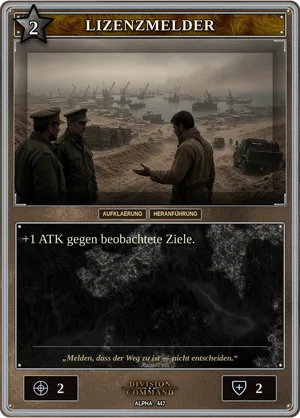 2
LIZENZMELDER
AUFKLAERUNG
HERANFÜHRUNG
+1 ATK gegen beobachtete Ziele.
„Melden, dass der Weg zu ist — nicht entscheiden.“
2
DIVISION
COMMAND
ALPHA · 447
2